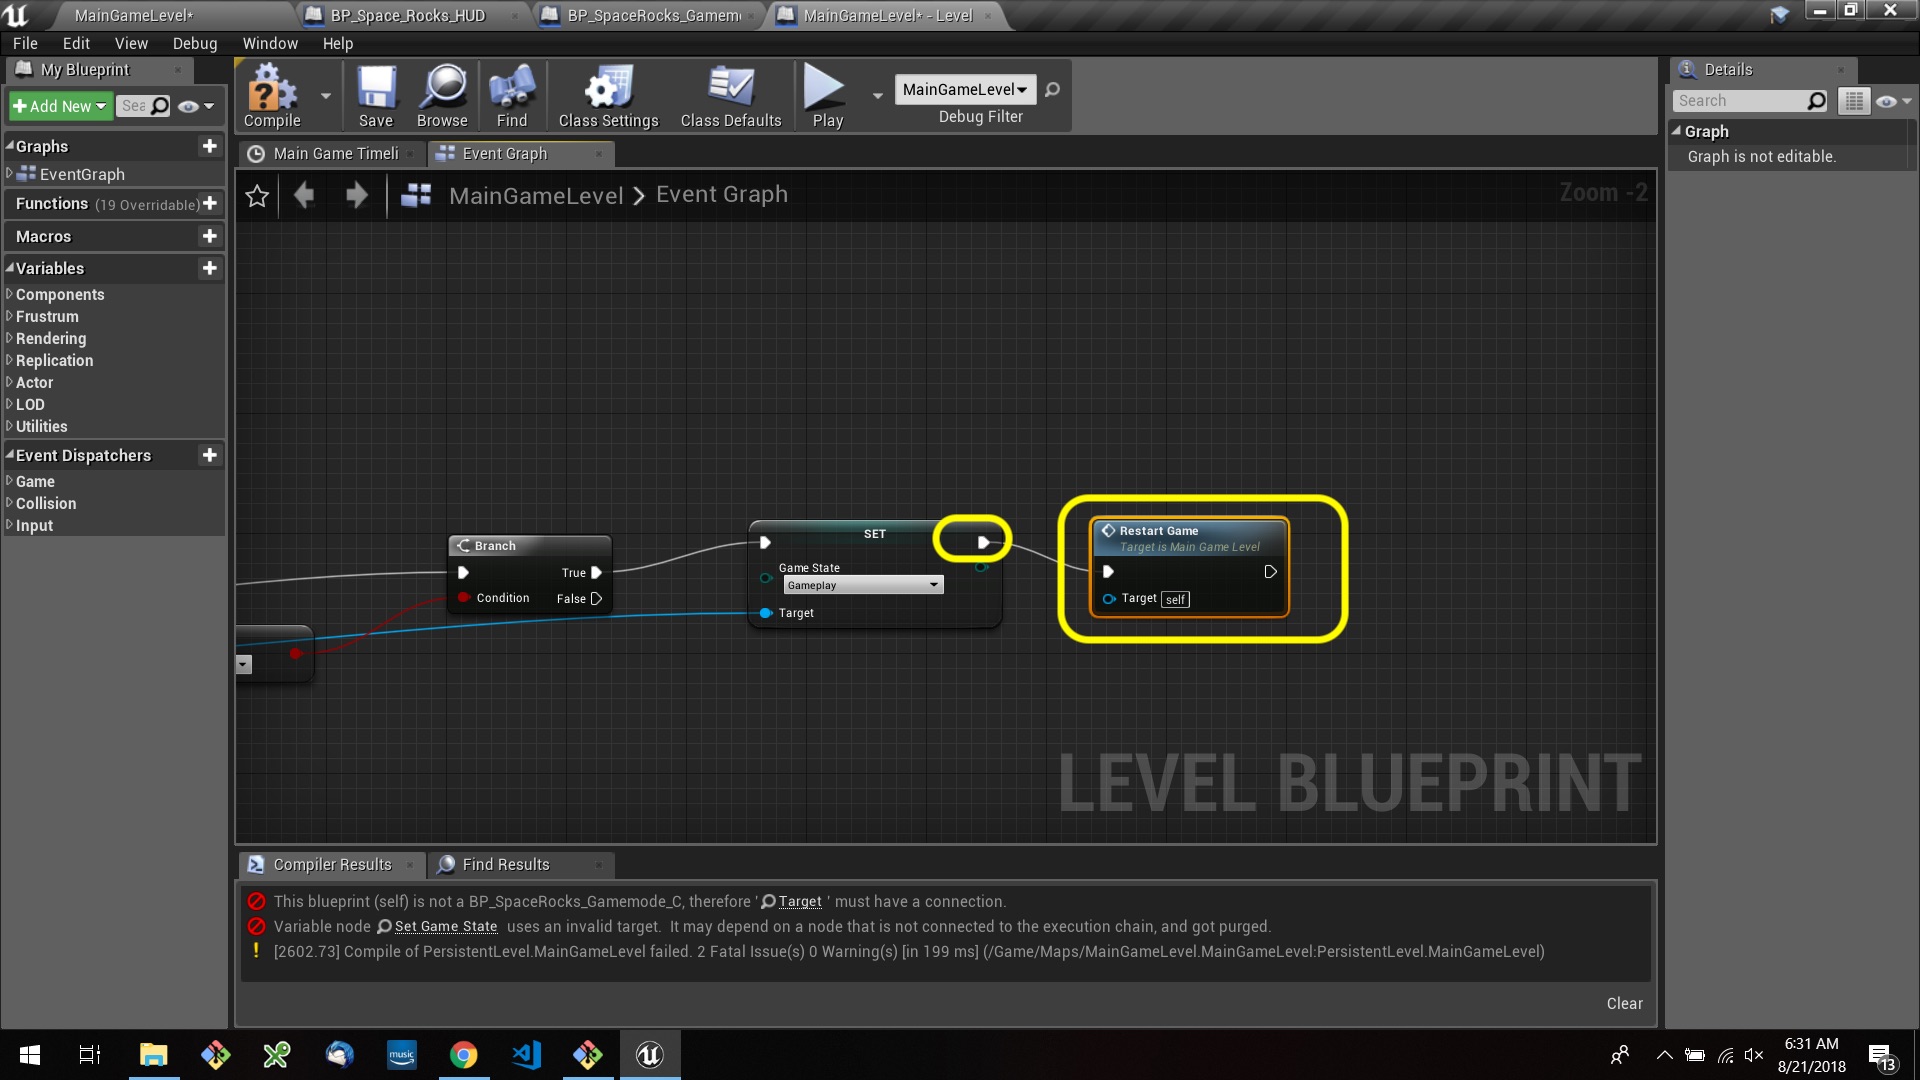 MainGameLevel*
BP_Space_Rocks_HUD
BP_SpaceRocks_Gamem
MainGameLevel* - Level
File Edit View Debug Window Help
My Blueprint
Add New
Sea
Graphs
EventGraph
Functions (19 Overridable)
Macros
Variables
Components
Frustrum
Rendering
Replication
Actor
LOD
Utilities
Event Dispatchers
Game
Collision
Input
Compile
Save
Browse
Find
Class Settings
Class Defaults
Play
MainGameLevel
Debug Filter
Main Game Timeli
Event Graph
MainGameLevel > Event Graph
Zoom -2
Branch
True
Condition
False
SET
Game State
Gameplay
Target
Restart Game
Target is Main Game Level
Target self
LEVEL BLUEPRINT
Compiler Results
Find Results
This blueprint (self) is not a BP_SpaceRocks_Gamemode_C, therefore ' Target ' must have a connection.
Variable node Set Game State uses an invalid target. It may depend on a node that is not connected to the execution chain, and got purged.
[2602.73] Compile of PersistentLevel.MainGameLevel failed. 2 Fatal Issue(s) 0 Warning(s) [in 199 ms] (/Game/Maps/MainGameLevel.MainGameLevel:PersistentLevel.MainGameLevel)
Clear
Details
Search
Graph
Graph is not editable.
music
6:31 AM
8/21/2018
13